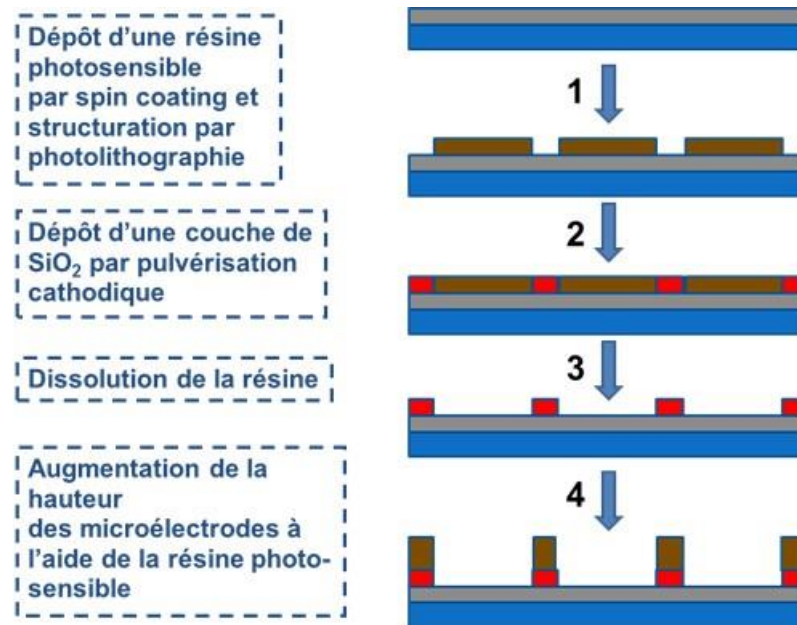 Dépôt d'une résine
photosensible
par spin coating et
structuration par
photolithographie
1
Dépôt d'une couche de
SiO₂ par pulvérisation
cathodique
2
Dissolution de la résine
3
Augmentation de la
hauteur
des microélectrodes à
l'aide de la résine photo-
sensible
4